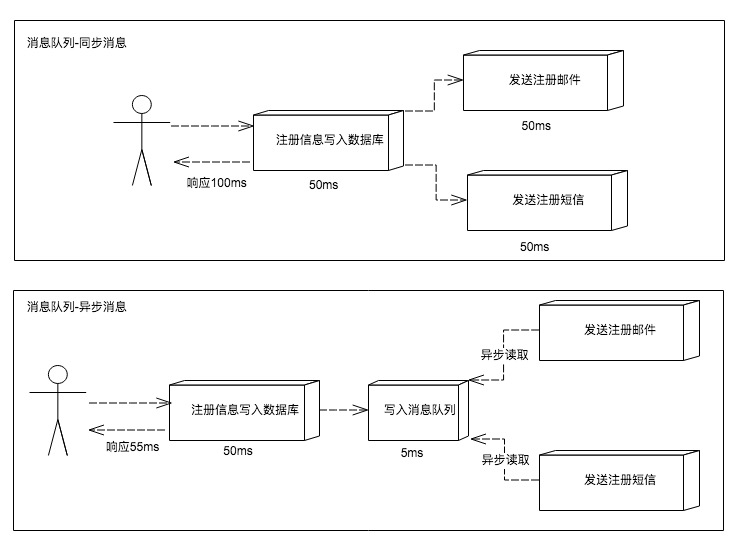 消息队列-同步消息
发送注册邮件
50ms
注册信息写入数据库
响应100ms
50ms
发送注册短信
50ms
消息队列-异步消息
发送注册邮件
异步读取
注册信息写入数据库
写入消息队列
响应55ms
50ms
5ms
异步读取
发送注册短信